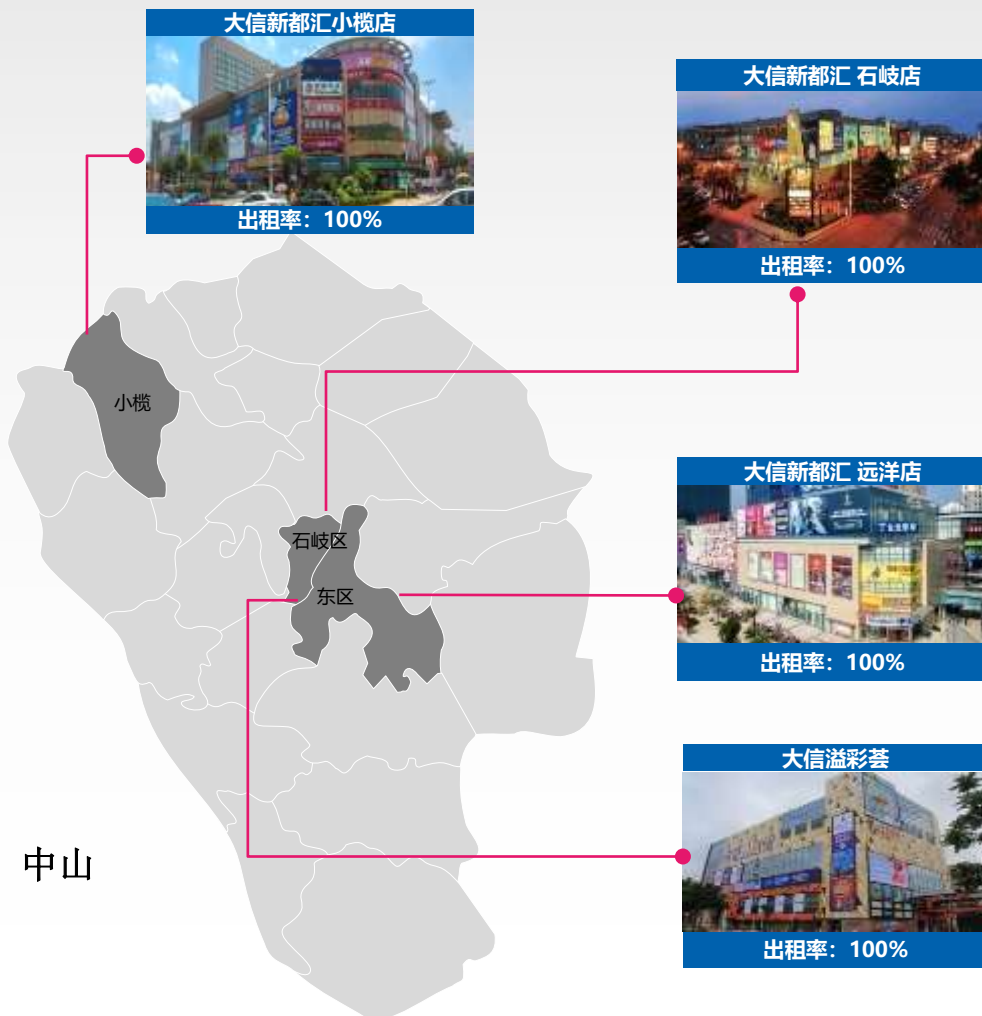 大信新都汇小榄店
出租率：100%
大信新都汇 石岐店
出租率：100%
小榄
石岐区
东区
大信新都汇 远洋店
出租率：100%
大信溢彩荟
出租率：100%
中山